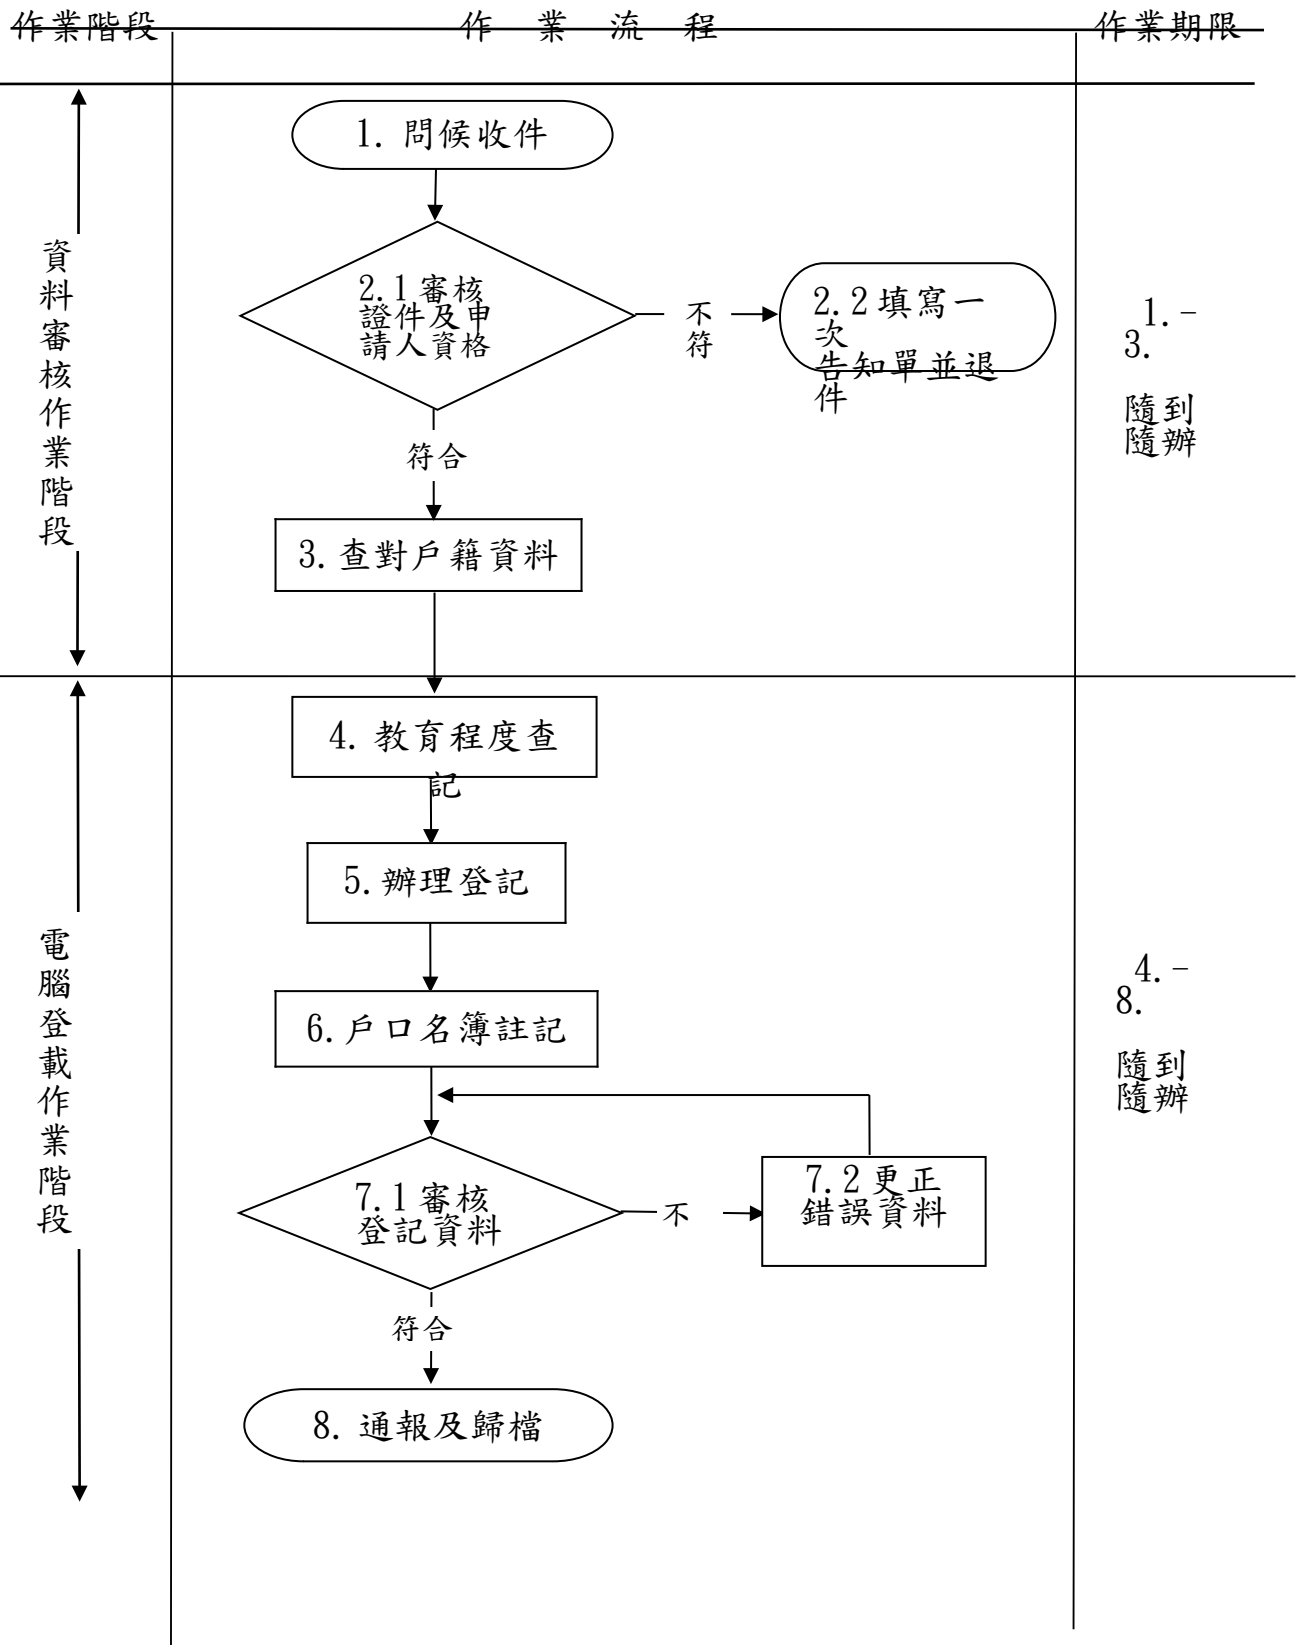 作業階段 作 業 流 程 作業期限
1. 問候收件
資料審核作業階段
2.1審核
證件及申
請人資格
不
符
2.2填寫一
次
告知單並退
件
1.-
3.
隨到
隨辦
符合
3.查對戶籍資料
4. 教育程度查
記
5.辦理登記
電腦登載作業階段
6.戶口名簿註記
4.-
8.
隨到
隨辦
7.1審核
登記資料
不
7.2更正
錯誤資料
符合
8. 通報及歸檔